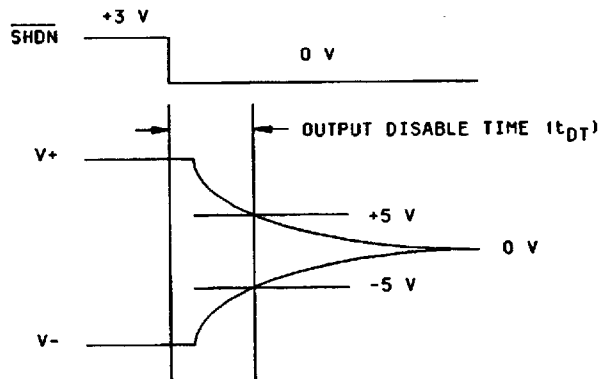 +3 V
SHDN
0 V
OUTPUT DISABLE TIME (tDT)
V+
+5 V
0 V
-5 V
V-